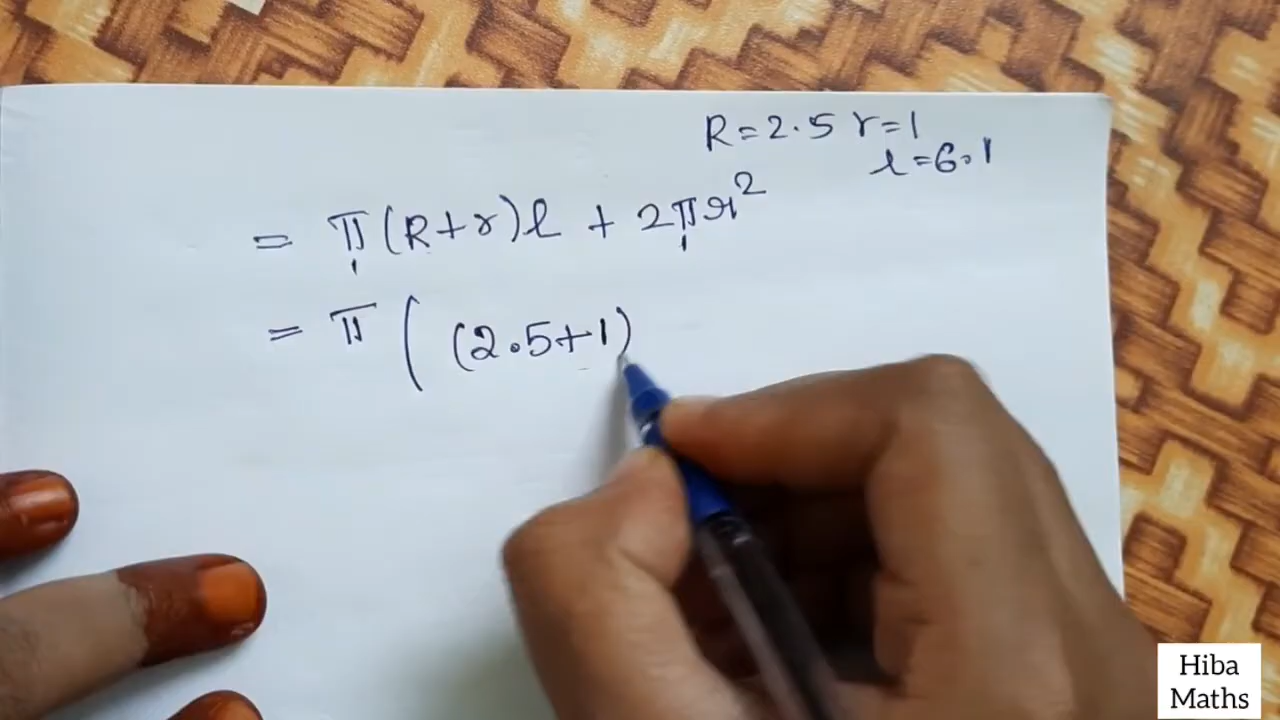 R=2.5 r=1
l=6.1
= π(R+r)l + 2πr²
= π ( (2.5+1)
Hiba
Maths